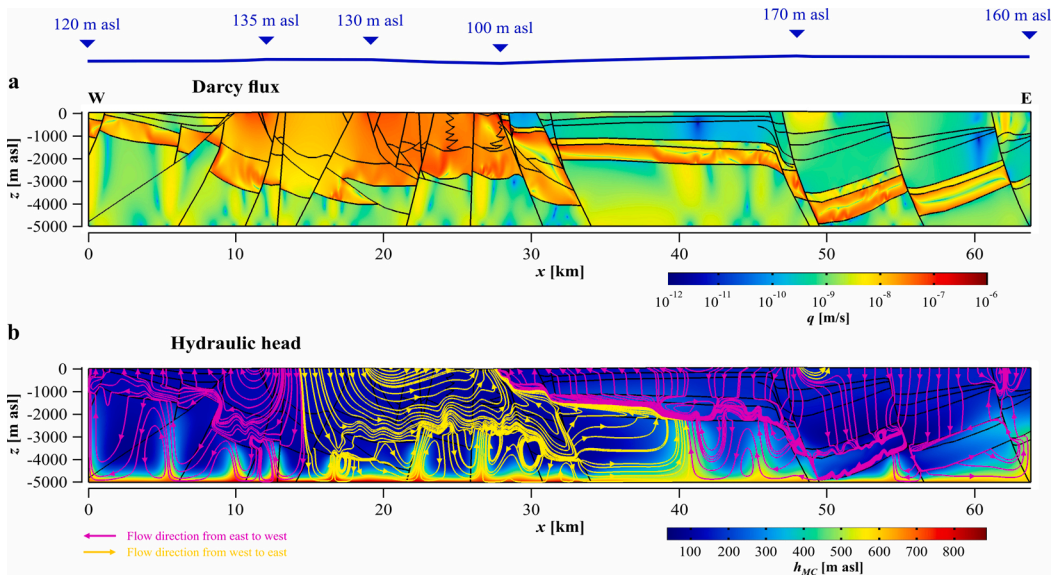 120 m asl 135 m asl 130 m asl 100 m asl 170 m asl 160 m asl
a Darcy flux
W E
0
-1000
-2000
-3000
-4000
-5000
z [m asl]
0 10 20 30 40 50 60
x [km]
10⁻¹² 10⁻¹¹ 10⁻¹⁰ 10⁻⁹ 10⁻⁸ 10⁻⁷ 10⁻⁶
q [m/s]
b
Hydraulic head
0
-1000
-2000
-3000
-4000
-5000
z [m asl]
0 10 20 30 40 50 60
x [km]
Flow direction from east to west
Flow direction from west to east
100 200 300 400 500 600 700 800
h_MC [m asl]